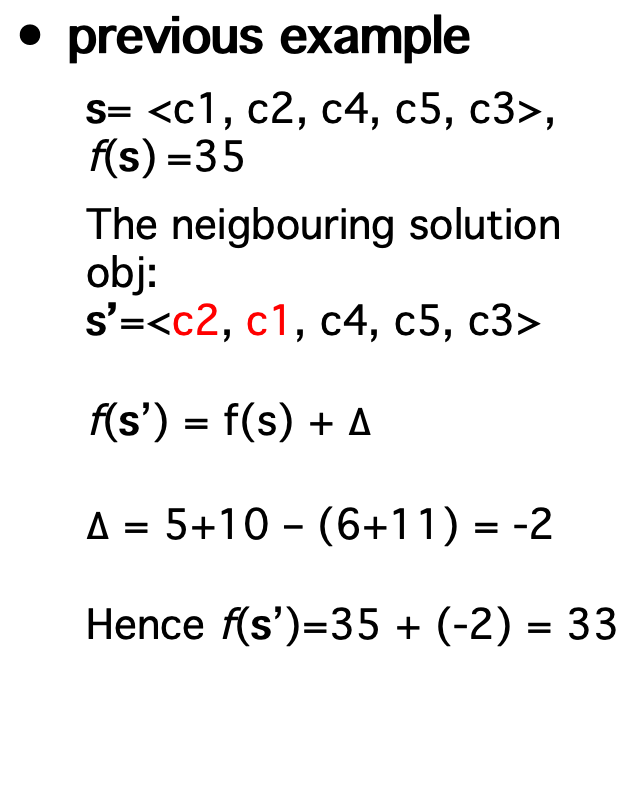 • previous example
s= <c1, c2, c4, c5, c3>,
f(s) =35
The neigbouring solution
obj:
s’=<c2, c1, c4, c5, c3>
f(s’) = f(s) + Δ
Δ = 5+10 – (6+11) = -2
Hence f(s’)=35 + (-2) = 33